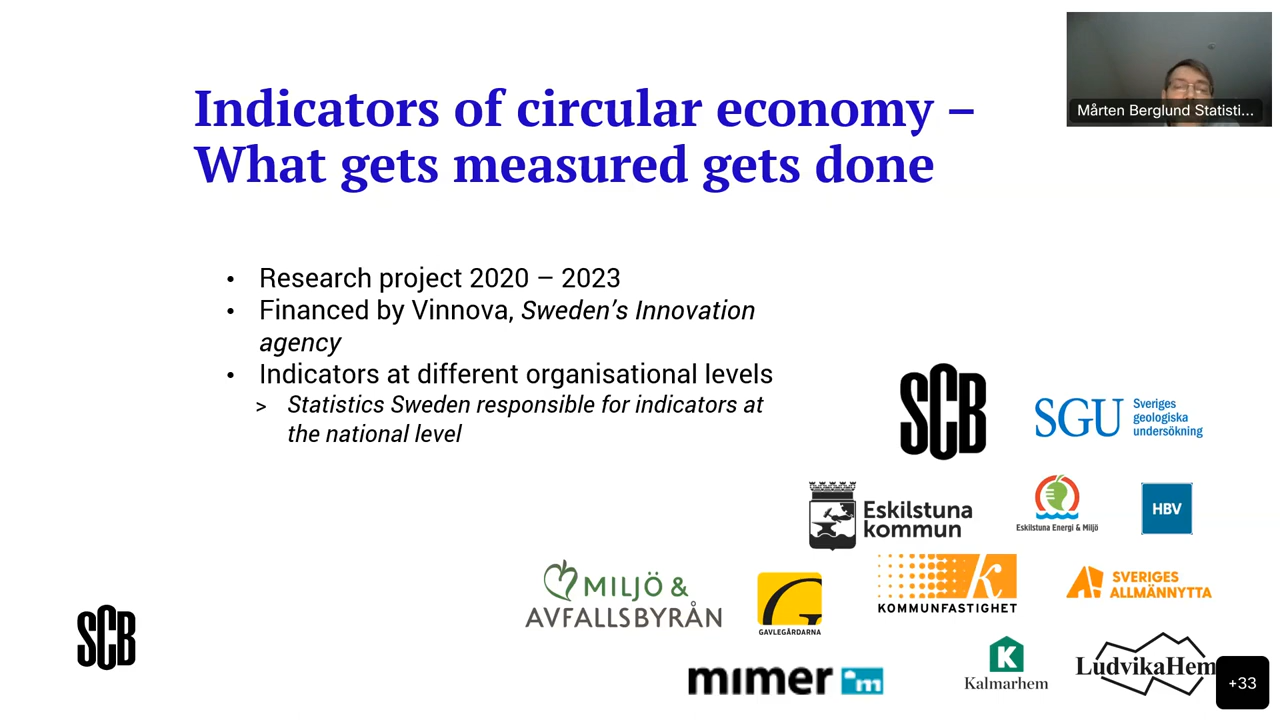 Indicators of circular economy –
What gets measured gets done
Mårten Berglund Statisti...
• Research project 2020 – 2023
• Financed by Vinnova, Sweden's Innovation
agency
• Indicators at different organisational levels
> Statistics Sweden responsible for indicators at
the national level
SCB
SGU
Sveriges
geologiska
undersökning
Eskilstuna
kommun
Eskilstuna Energi & Miljö
HBV
MILJÖ &
AVFALLSBYRÅN
G
GAVLEGÅRDARNA
k
KOMMUNFASTIGHET
SVERIGES
ALLMÄNNYTTA
SCB
mimer
m
K
Kalmarhem
LudvikaHem
+33